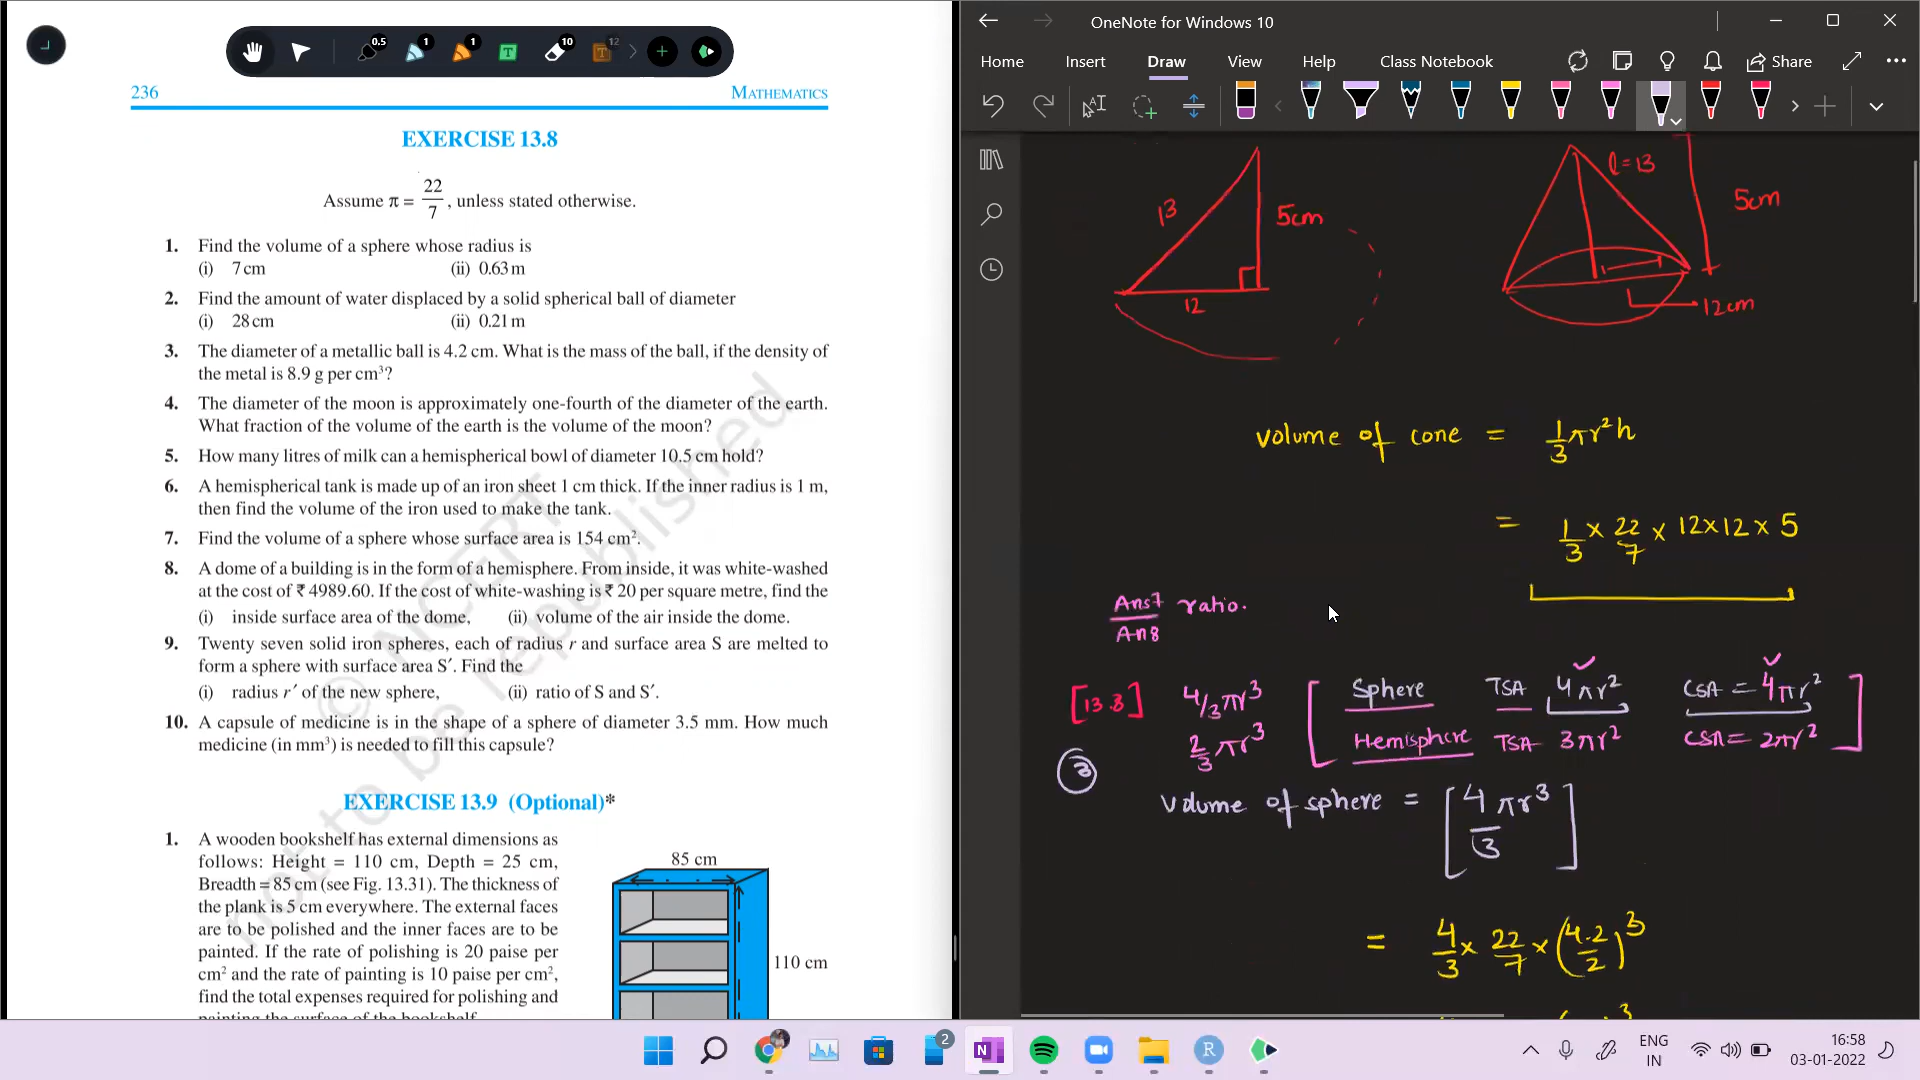 0.5
1
1
T
10
T
12
236
MATHEMATICS
EXERCISE 13.8
Assume π = 22/7, unless stated otherwise.
1. Find the volume of a sphere whose radius is
(i) 7 cm (ii) 0.63 m
2. Find the amount of water displaced by a solid spherical ball of diameter
(i) 28 cm (ii) 0.21 m
3. The diameter of a metallic ball is 4.2 cm. What is the mass of the ball, if the density of
the metal is 8.9 g per cm³?
4. The diameter of the moon is approximately one-fourth of the diameter of the earth.
What fraction of the volume of the earth is the volume of the moon?
5. How many litres of milk can a hemispherical bowl of diameter 10.5 cm hold?
6. A hemispherical tank is made up of an iron sheet 1 cm thick. If the inner radius is 1 m,
then find the volume of the iron used to make the tank.
7. Find the volume of a sphere whose surface area is 154 cm².
8. A dome of a building is in the form of a hemisphere. From inside, it was white-washed
at the cost of ₹ 4989.60. If the cost of white-washing is ₹ 20 per square metre, find the
(i) inside surface area of the dome, (ii) volume of the air inside the dome.
9. Twenty seven solid iron spheres, each of radius r and surface area S are melted to
form a sphere with surface area S′. Find the
(i) radius r′ of the new sphere, (ii) ratio of S and S′.
10. A capsule of medicine is in the shape of a sphere of diameter 3.5 mm. How much
medicine (in mm³) is needed to fill this capsule?
© NCERT
not to be republished
EXERCISE 13.9 (Optional)*
1. A wooden bookshelf has external dimensions as
follows: Height = 110 cm, Depth = 25 cm,
Breadth = 85 cm (see Fig. 13.31). The thickness of
the plank is 5 cm everywhere. The external faces
are to be polished and the inner faces are to be
painted. If the rate of polishing is 20 paise per
cm² and the rate of painting is 10 paise per cm²,
find the total expenses required for polishing and
painting the surface of the bookshelf.
85 cm
110 cm
OneNote for Windows 10
Home Insert Draw View Help Class Notebook Share
13
5cm
12
l=13
5cm
12cm
volume of cone = 1/3 πr²h
= 1/3 × 22/7 × 12×12 × 5
Ans7 ratio.
An8
[13.8] 4/3πr³ [ Sphere TSA 4πr² CSA = 4πr² ]
2/3 πr³ Hemisphere TSA 3πr² CSA = 2πr²
3
volume of sphere = [4/3 πr³]
= 4/3 × 22/7 × (4.2/2)³
2
R
ENG
IN
16:58
03-01-2022